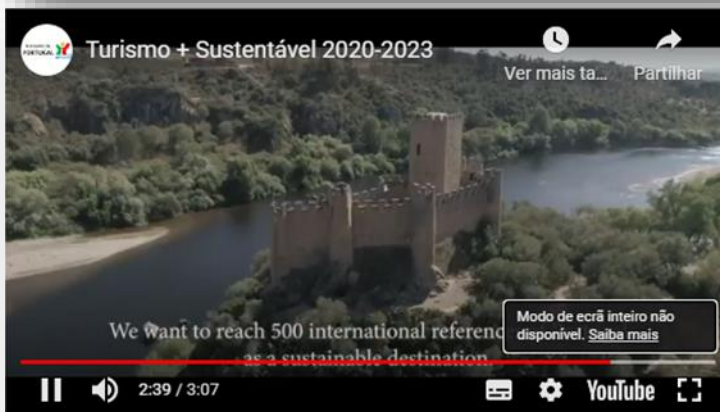 PORTUGAL
Turismo + Sustentável 2020-2023
Ver mais ta...
Partilhar
We want to reach 500 international referenc
as a sustainable destination.
Modo de ecrã inteiro não
disponível. Saiba mais
2:39 / 3:07
YouTube